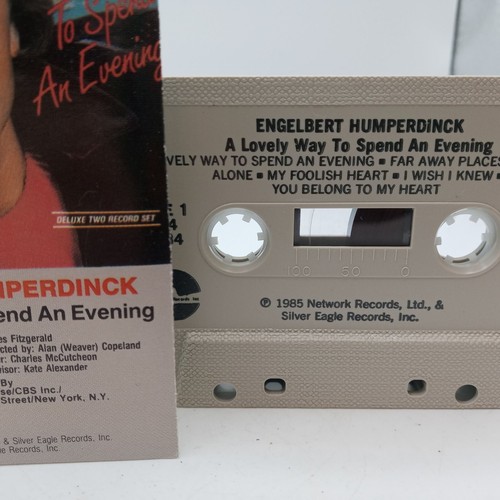 To Spend
An Evening
DELUXE TWO RECORD SET
MPERDINCK
end An Evening
es Fitzgerald
cted by: Alan (Weaver) Copeland
r: Charles McCutcheon
visor: Kate Alexander
By
se/CBS Inc./
Street/New York, N.Y.
& Silver Eagle Records, Inc.
le Records, Inc.
ENGELBERT HUMPERDINCK
A Lovely Way To Spend An Evening
VELY WAY TO SPEND AN EVENING ■ FAR AWAY PLACES
ALONE ■ MY FOOLISH HEART ■ I WISH I KNEW ■
YOU BELONG TO MY HEART
E 1
4
84
100 50 0
℗ 1985 Network Records, Ltd., &
Silver Eagle Records, Inc.